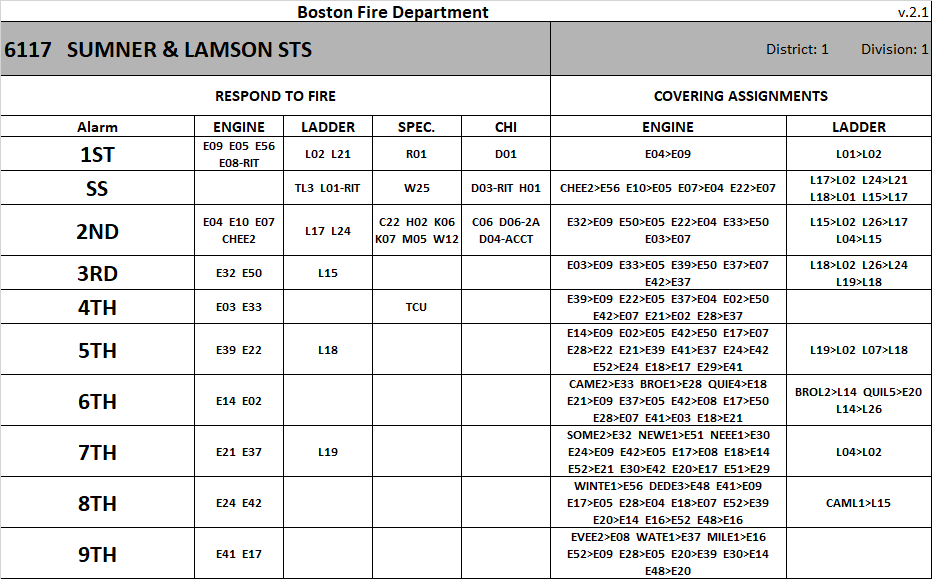 Boston Fire Department v.2.1
6117 SUMNER & LAMSON STS District: 1 Division: 1
RESPOND TO FIRE COVERING ASSIGNMENTS
Alarm ENGINE LADDER SPEC. CHI ENGINE LADDER
1ST
E09 E05 E56
E08-RIT
L02 L21
R01
D01
E04>E09
L01>L02
SS
TL3 L01-RIT
W25
D03-RIT H01
CHEE2>E56 E10>E05 E07>E04 E22>E07
L17>L02 L24>L21
L18>L01 L15>L17
2ND
E04 E10 E07
CHEE2
L17 L24
C22 H02 K06
K07 M05 W12
C06 D06-2A
D04-ACCT
E32>E09 E50>E05 E22>E04 E33>E50
E03>E07
L15>L02 L26>L17
L04>L15
3RD
E32 E50
L15
E03>E09 E33>E05 E39>E50 E37>E07
E42>E37
L18>L02 L26>L24
L19>L18
4TH
E03 E33
TCU
E39>E09 E22>E05 E37>E04 E02>E50
E42>E07 E21>E02 E28>E37
5TH
E39 E22
L18
E14>E09 E02>E05 E42>E50 E17>E07
E28>E22 E21>E39 E41>E37 E24>E42
E52>E24 E18>E17 E29>E41
L19>L02 L07>L18
6TH
E14 E02
CAME2>E33 BROE1>E28 QUIE4>E18
E21>E09 E37>E05 E42>E08 E17>E50
E28>E07 E41>E03 E18>E21
BROL2>L14 QUIL5>E20
L14>L26
7TH
E21 E37
L19
SOME2>E32 NEWE1>E51 NEEE1>E30
E24>E09 E42>E05 E17>E08 E18>E14
E52>E21 E30>E42 E20>E17 E51>E29
L04>L02
8TH
E24 E42
WINTE1>E56 DEDE3>E48 E41>E09
E17>E05 E28>E04 E18>E07 E52>E39
E20>E14 E16>E52 E48>E16
CAML1>L15
9TH
E41 E17
EVEE2>E08 WATE1>E37 MILE1>E16
E52>E09 E28>E05 E20>E39 E30>E14
E48>E20